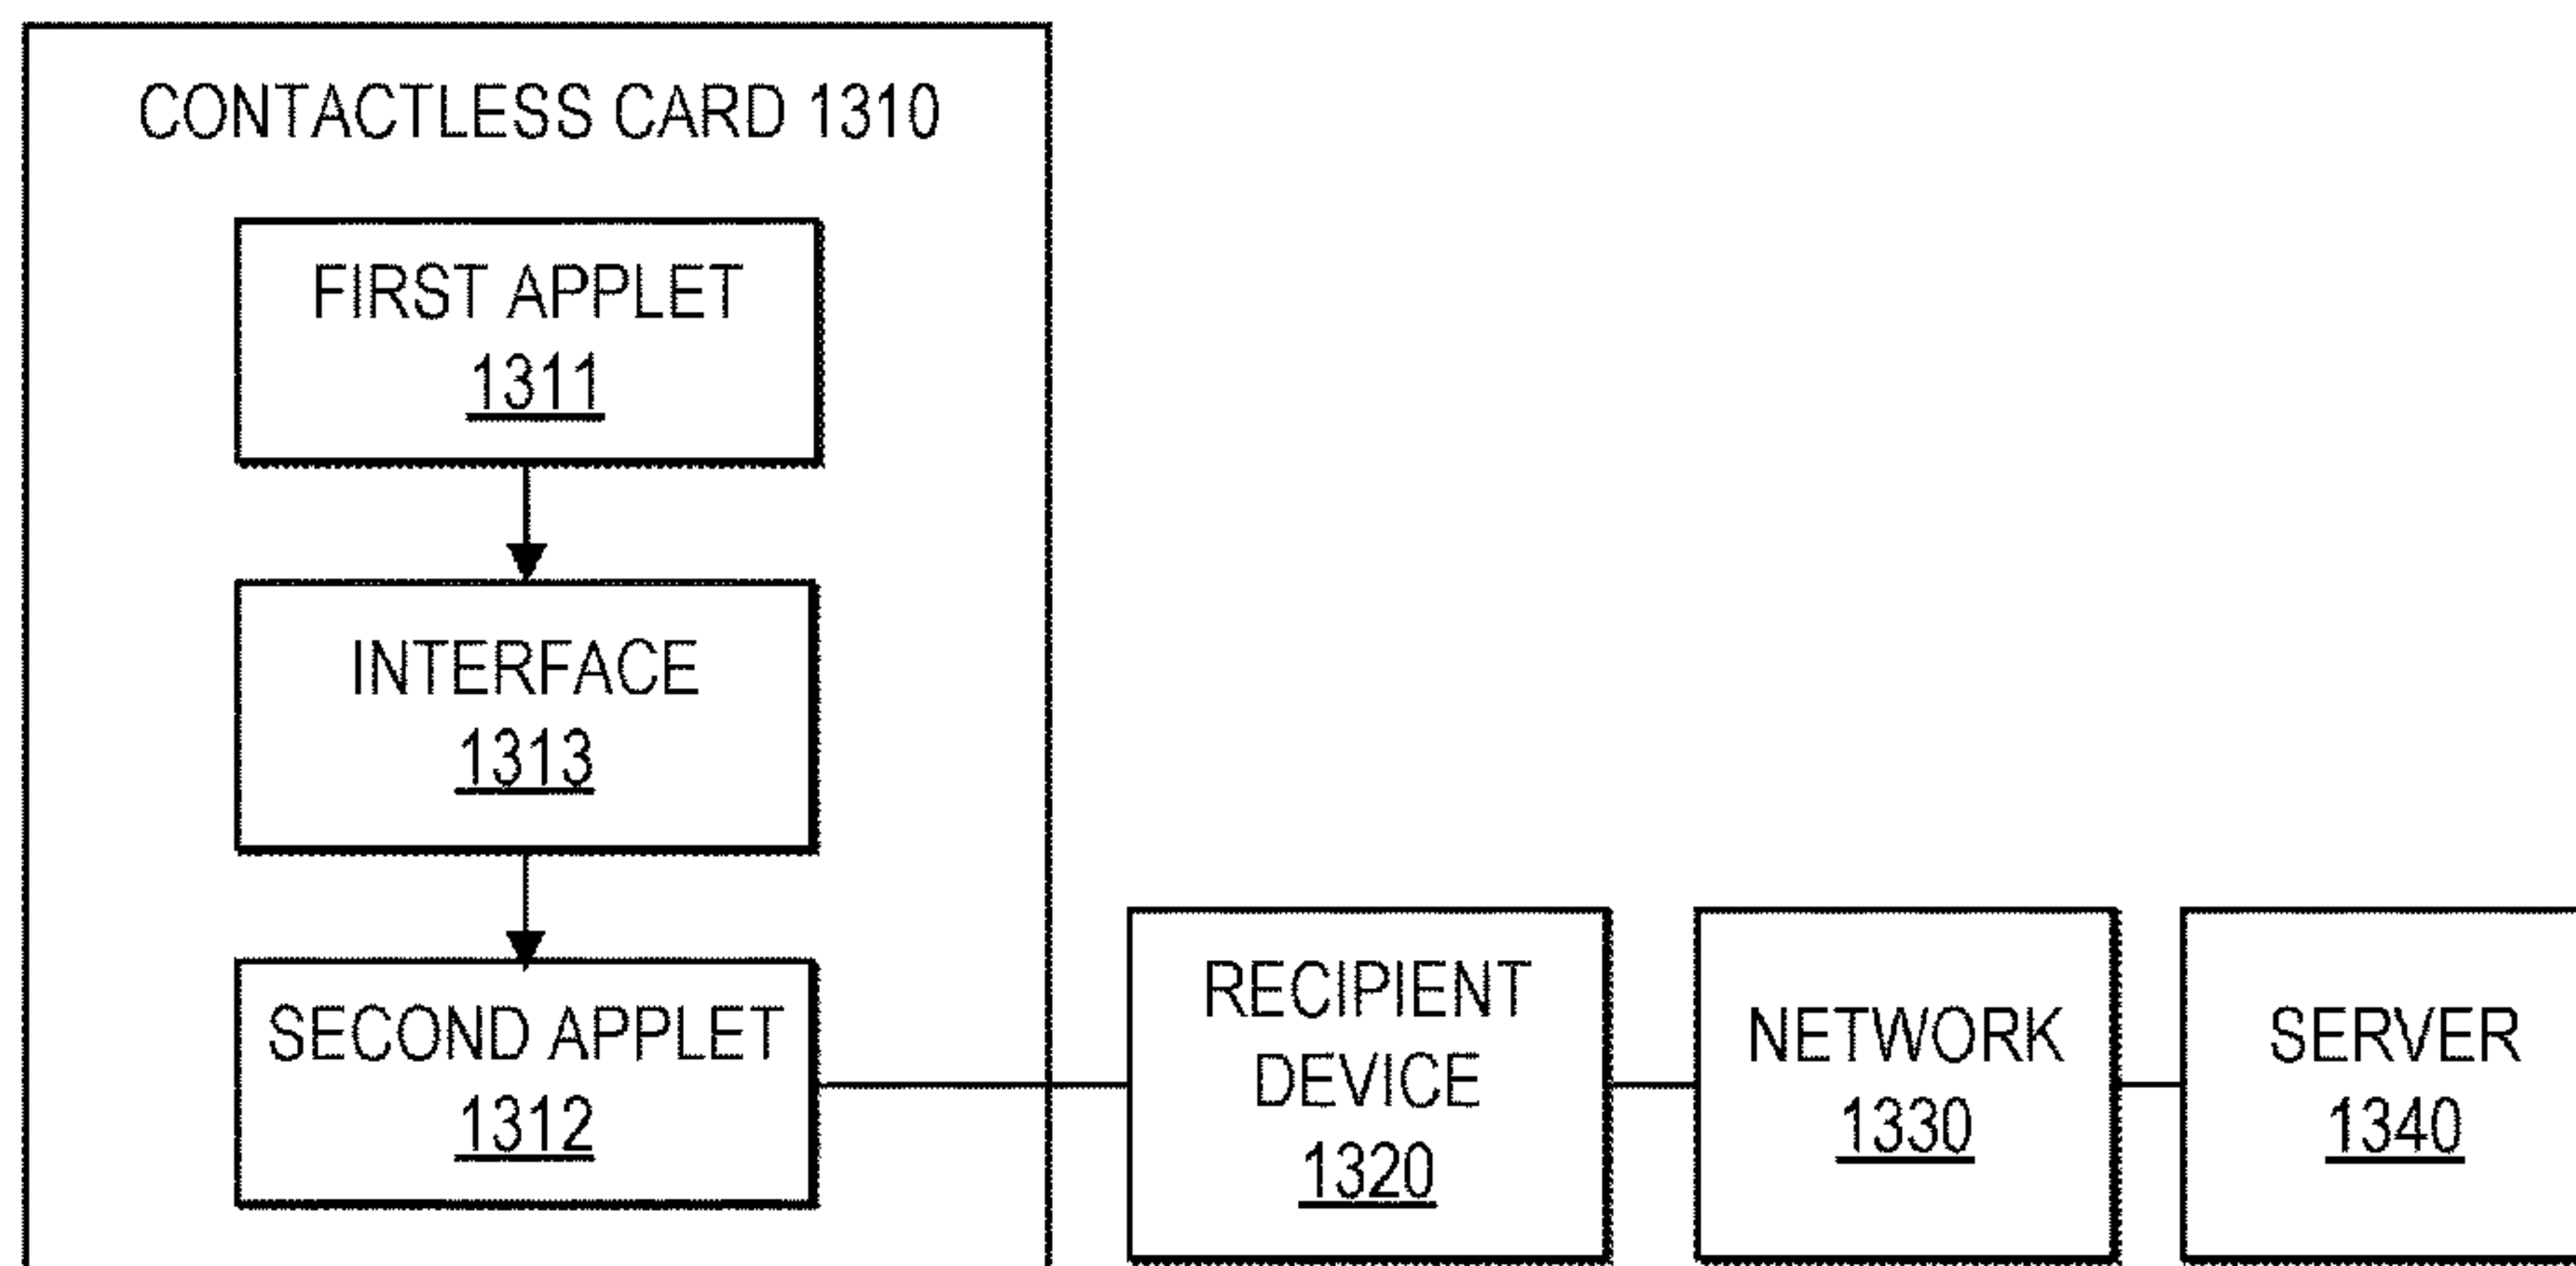 CONTACTLESS CARD 1310
FIRST APPLET
1311
INTERFACE
1313
SECOND APPLET
1312
RECIPIENT
DEVICE
1320
NETWORK
1330
SERVER
1340